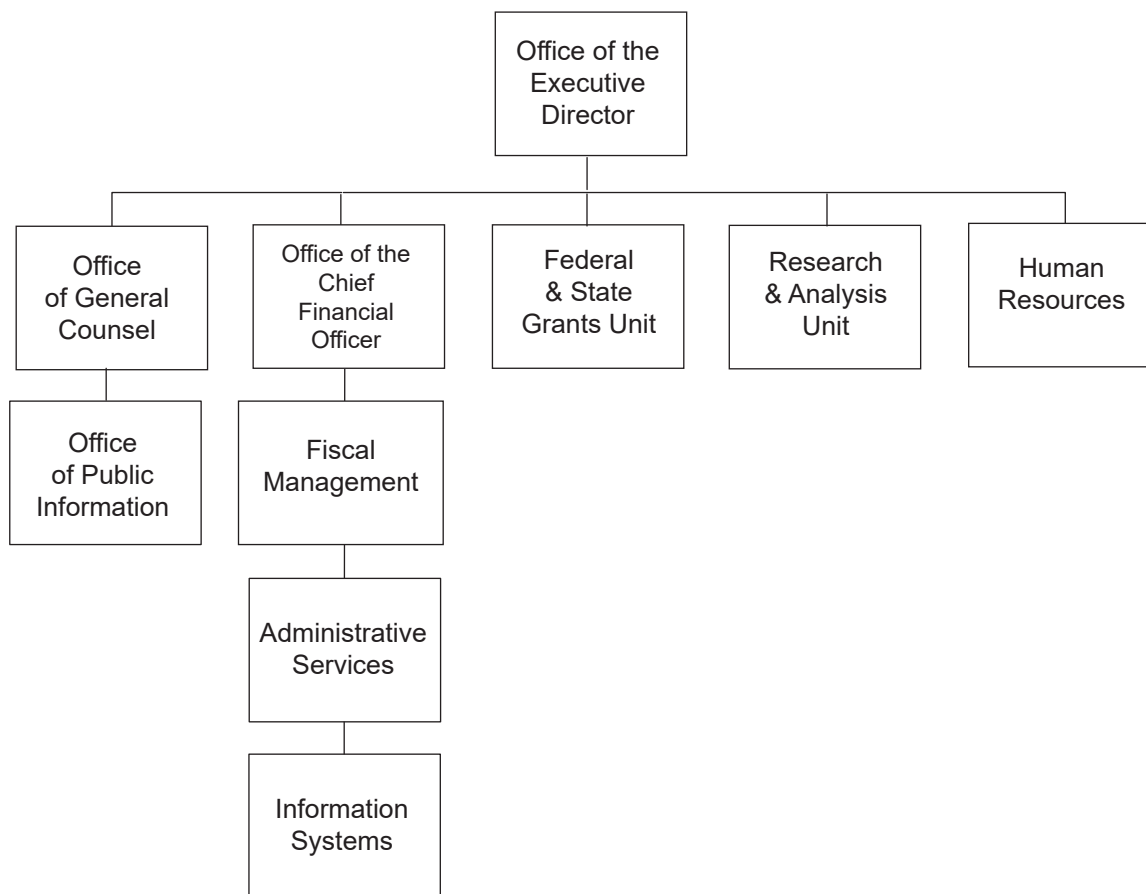 Office of the
Executive
Director
Office
of General
Counsel
Office of the
Chief
Financial
Officer
Federal
& State
Grants Unit
Research
& Analysis
Unit
Human
Resources
Office
of Public
Information
Fiscal
Management
Administrative
Services
Information
Systems